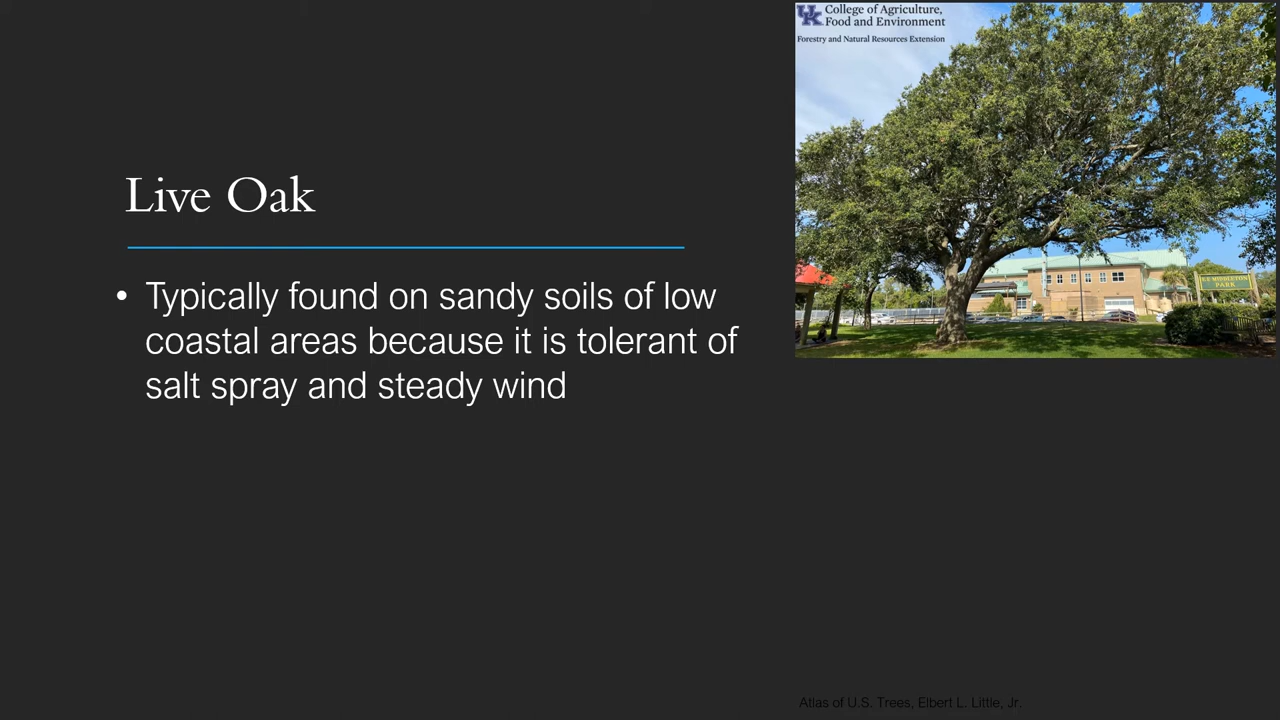 College of Agriculture,
Food and Environment
Forestry and Natural Resources Extension
Live Oak
• Typically found on sandy soils of low
coastal areas because it is tolerant of
salt spray and steady wind
PARK
Atlas of U.S. Trees, Elbert L. Little, Jr.